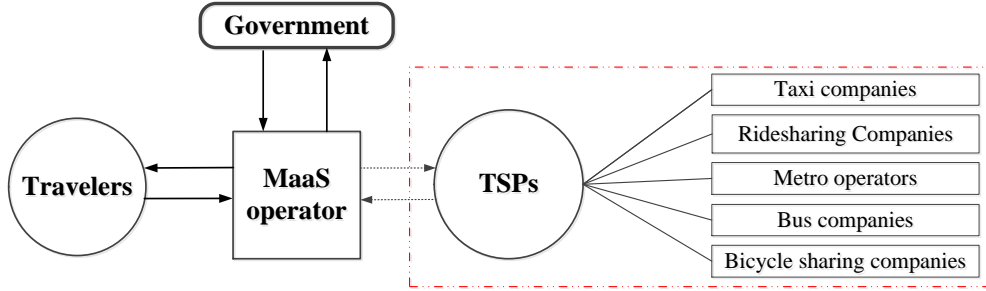 Government
Travelers
MaaS
operator
TSPs
Taxi companies
Ridesharing Companies
Metro operators
Bus companies
Bicycle sharing companies